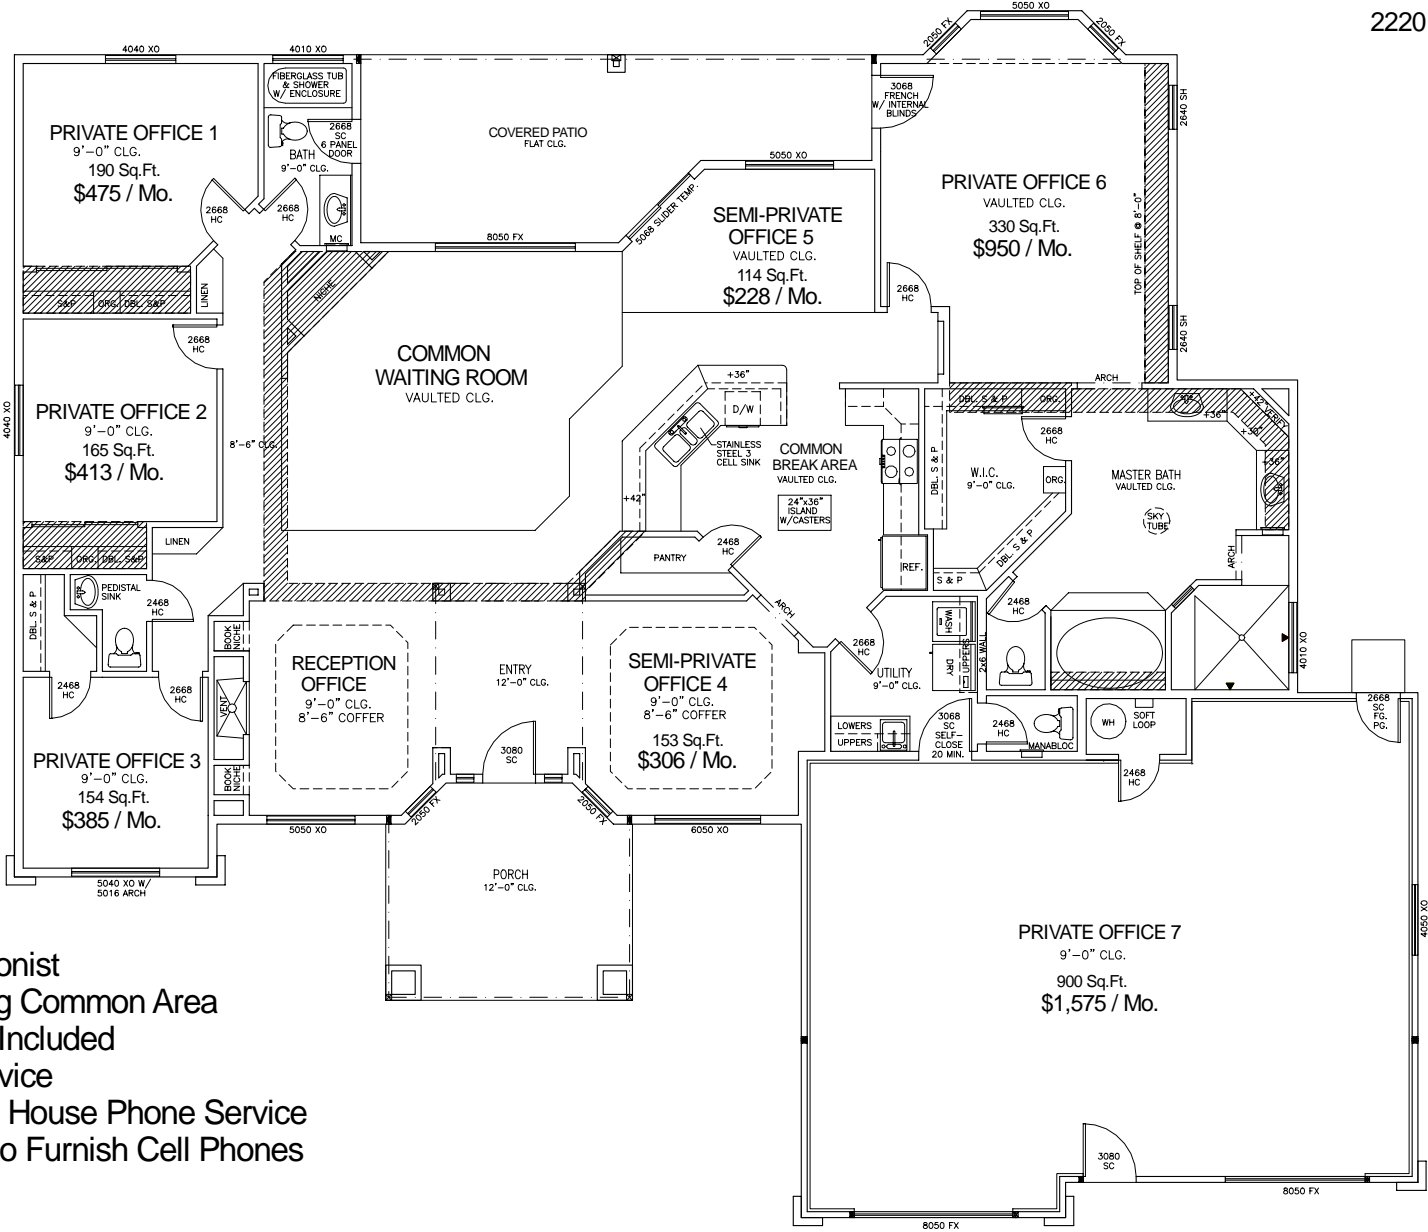 2220
5050 XO
2050 FX
2050 FX
4040 XO
4010 XO
FIBERGLASS TUB
& SHOWER
W/ ENCLOSURE
3068
FRENCH
W/ INTERNAL
BLINDS
2640 SH
PRIVATE OFFICE 1
9'-0" CLG.
190 Sq.Ft.
$475 / Mo.
2668
SC
6 PANEL
DOOR
BATH
9'-0" CLG.
COVERED PATIO
FLAT CLG.
5050 XO
5068 SLIDER TEMP.
PRIVATE OFFICE 6
VAULTED CLG.
330 Sq.Ft.
$950 / Mo.
TOP OF SHELF @ 8'-0"
2668
HC
2668
HC
MC
8050 FX
SEMI-PRIVATE
OFFICE 5
VAULTED CLG.
114 Sq.Ft.
$228 / Mo.
2668
HC
S&P
ORG.
DBL. S&P
LINEN
NICHE
2640 SH
2668
HC
COMMON
WAITING ROOM
VAULTED CLG.
+36"
D/W
ARCH
DBL. S & P
ORG.
+36"
+42" VERIFY
+30"
+36"
4040 XO
PRIVATE OFFICE 2
9'-0" CLG.
165 Sq.Ft.
$413 / Mo.
8'-6" CLG.
STAINLESS
STEEL 3
CELL SINK
COMMON
BREAK AREA
VAULTED CLG.
2668
HC
DBL. S & P
W.I.C.
9'-0" CLG.
ORG.
MASTER BATH
VAULTED CLG.
+42"
24"x36"
ISLAND
W/CASTERS
SKY
TUBE
LINEN
S&P
ORG.
DBL. S&P
PANTRY
2468
HC
REF.
DBL. S & P
S & P
ARCH
PEDISTAL
SINK
DBL. S & P
2468
HC
ARCH
2468
HC
WASH
DRY
UPPERS
2x6 WALL
4010 XO
BOOK
NICHE
RECEPTION
OFFICE
9'-0" CLG.
8'-6" COFFER
ENTRY
12'-0" CLG.
SEMI-PRIVATE
OFFICE 4
9'-0" CLG.
8'-6" COFFER
153 Sq.Ft.
$306 / Mo.
2668
HC
UTILITY
9'-0" CLG.
2468
HC
2668
HC
VENT
LOWERS
UPPERS
3068
SC
SELF-
CLOSE
20 MIN.
2468
HC
MANABLOC
WH
SOFT
LOOP
2668
SC
FG.
PG.
PRIVATE OFFICE 3
9'-0" CLG.
154 Sq.Ft.
$385 / Mo.
BOOK
NICHE
3080
SC
2468
HC
5050 XO
2050 FX
2050 FX
6050 XO
5040 XO W/
5016 ARCH
PORCH
12'-0" CLG.
4050 XO
PRIVATE OFFICE 7
9'-0" CLG.
900 Sq.Ft.
$1,575 / Mo.
onist
g Common Area
Included
vice
House Phone Service
o Furnish Cell Phones
3080
SC
8050 FX
8050 FX